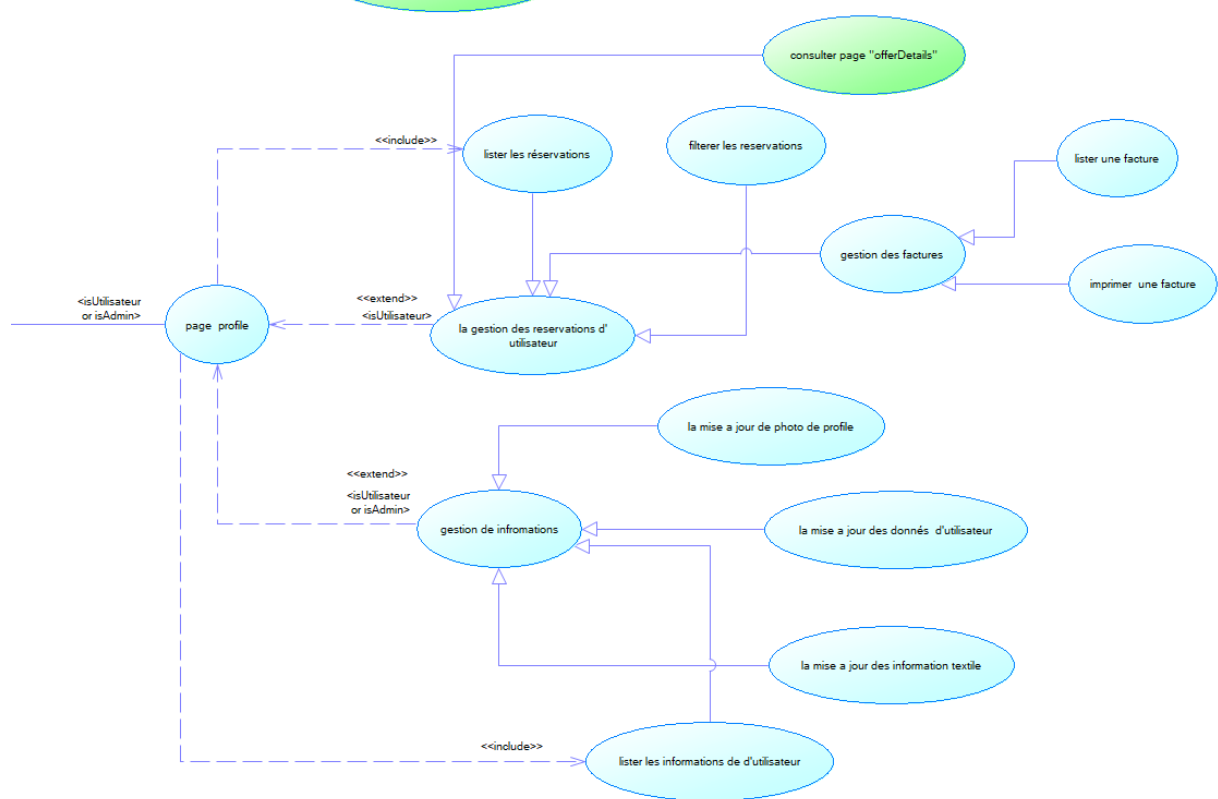 consulter page "offerDetails"
<<include>>
lister les réservations
filterer les reservations
lister une facture
gestion des factures
imprimer une facture
<isUtilisateur
or isAdmin>
page profile
<<extend>>
<isUtilisateur>
la gestion des reservations d'
utilisateur
la mise a jour de photo de profile
<<extend>>
<isUtilisateur
or isAdmin>
gestion de infromations
la mise a jour des donnés d'utilisateur
la mise a jour des information textile
<<include>>
lister les informations de d'utilisateur